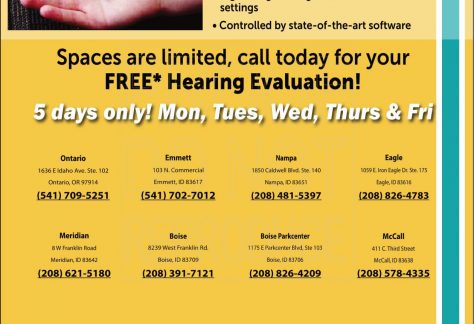 settings
• Controlled by state-of-the-art software
Spaces are limited, call today for your
FREE* Hearing Evaluation!
5 days only! Mon, Tues, Wed, Thurs & Fri
Ontario
1636 E Idaho Ave. Ste. 102
Ontario, OR 97914
(541) 709-5251
Emmett
103 N. Commercial
Emmett, ID 83617
(541) 702-7012
Nampa
1850 Caldwell Blvd. Ste. 140
Nampa, ID 83651
(208) 481-5397
Eagle
1059 E. Iron Eagle Dr. Ste. 175
Eagle, ID 83616
(208) 826-4783
Meridian
8 W Franklin Road
Meridian, ID 83642
(208) 621-5180
Boise
8239 West Franklin Rd.
Boise, ID 83709
(208) 391-7121
Boise Parkcenter
1175 E Parkcenter Blvd, Ste 103
Boise, ID 83706
(208) 826-4209
McCall
411 C. Third Street
McCall, ID 83638
(208) 578-4335